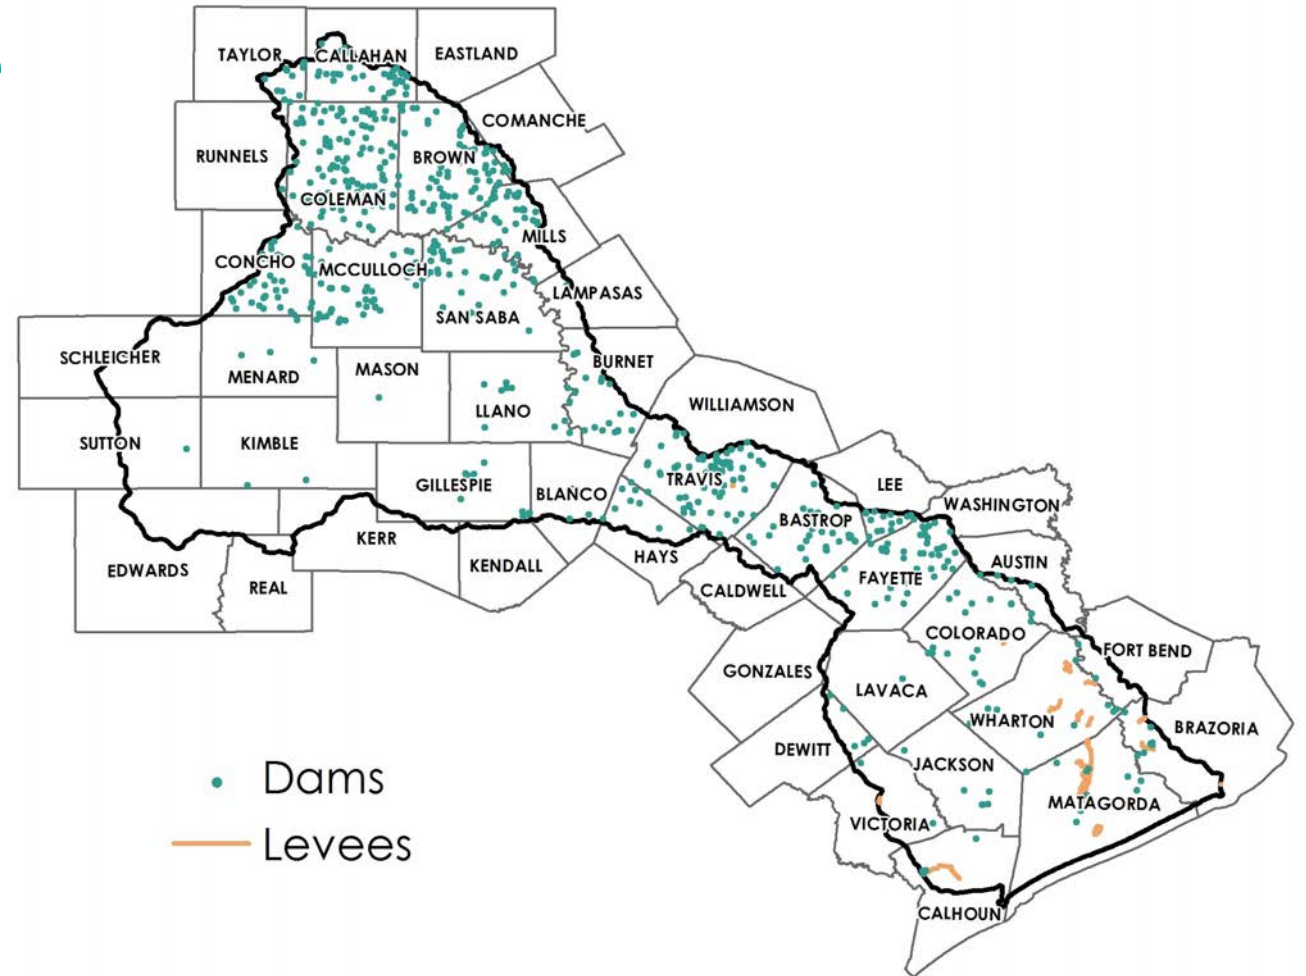 TAYLOR
CALLAHAN
EASTLAND
COMANCHE
RUNNELS
BROWN
COLEMAN
MILLS
CONCHO
MCCULLOCH
LAMPASAS
SAN SABA
SCHLEICHER
MENARD
MASON
BURNET
LLANO
WILLIAMSON
SUTTON
KIMBLE
GILLESPIE
BLANCO
TRAVIS
LEE
WASHINGTON
BASTROP
KERR
HAYS
AUSTIN
EDWARDS
REAL
KENDALL
CALDWELL
FAYETTE
COLORADO
FORT BEND
GONZALES
LAVACA
WHARTON
BRAZORIA
DEWITT
JACKSON
MATAGORDA
VICTORIA
CALHOUN
Dams
Levees